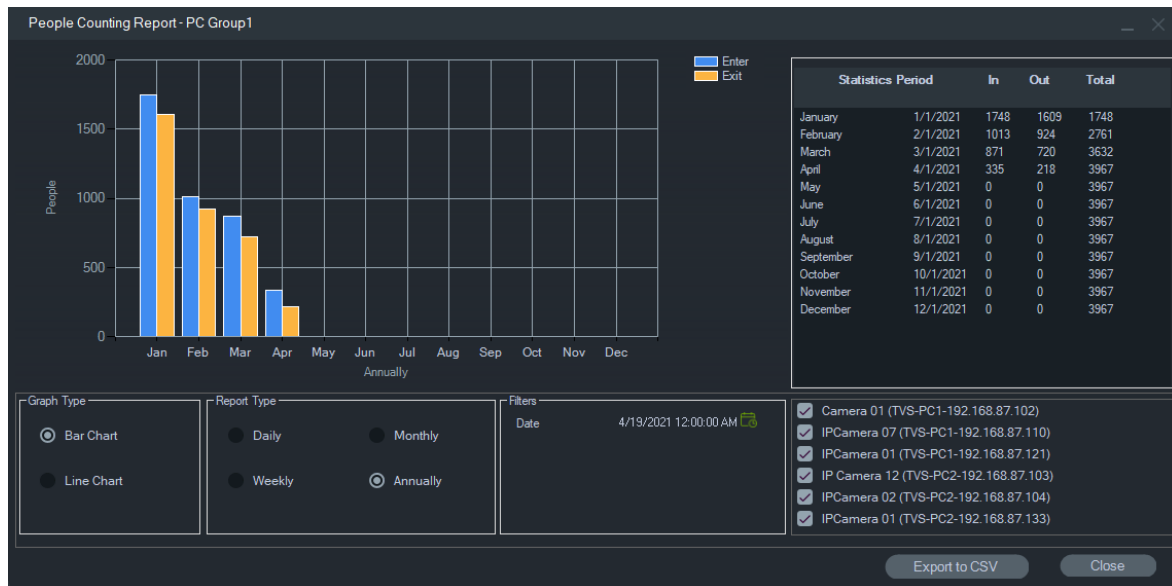 People Counting Report - PC Group1
2000
1500
1000
500
0
People
Jan Feb Mar Apr May Jun Jul Aug Sep Oct Nov Dec
Annually
Enter
Exit
Statistics Period In Out Total
January 1/1/2021 1748 1609 1748
February 2/1/2021 1013 924 2761
March 3/1/2021 871 720 3632
April 4/1/2021 335 218 3967
May 5/1/2021 0 0 3967
June 6/1/2021 0 0 3967
July 7/1/2021 0 0 3967
August 8/1/2021 0 0 3967
September 9/1/2021 0 0 3967
October 10/1/2021 0 0 3967
November 11/1/2021 0 0 3967
December 12/1/2021 0 0 3967
Graph Type
Bar Chart
Line Chart
Report Type
Daily Monthly
Weekly Annually
Filters
Date 4/19/2021 12:00:00 AM
Camera 01 (TVS-PC1-192.168.87.102)
IPCamera 07 (TVS-PC1-192.168.87.110)
IPCamera 01 (TVS-PC1-192.168.87.121)
IP Camera 12 (TVS-PC2-192.168.87.103)
IPCamera 02 (TVS-PC2-192.168.87.104)
IPCamera 01 (TVS-PC2-192.168.87.133)
Export to CSV Close